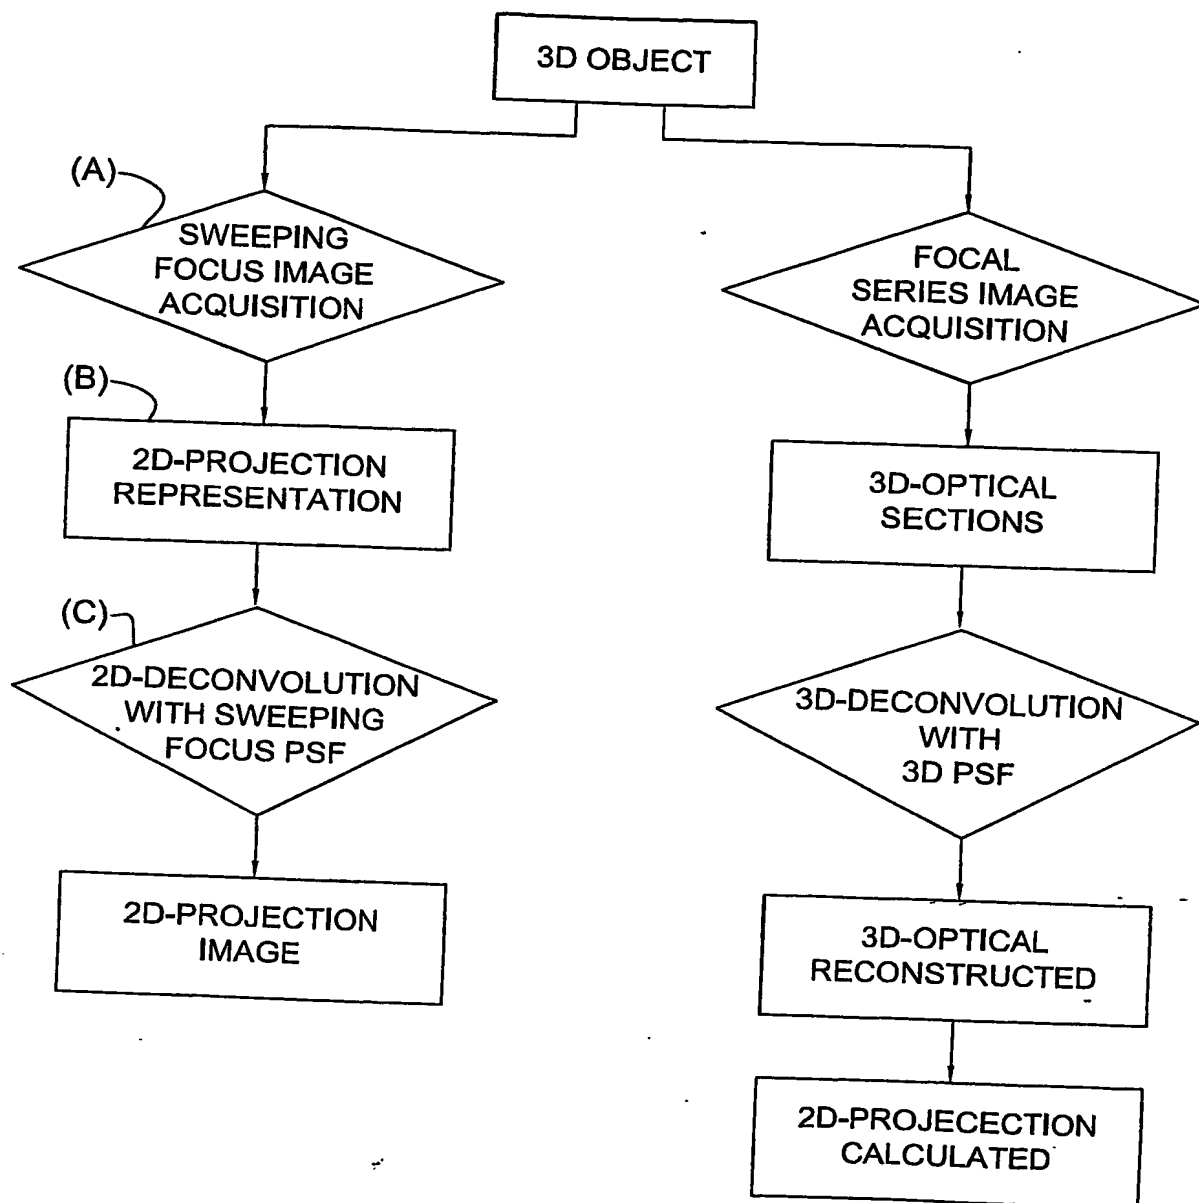 3D OBJECT
(A)
SWEEPING
FOCUS IMAGE
ACQUISITION
(B)
2D-PROJECTION
REPRESENTATION
(C)
2D-DECONVOLUTION
WITH SWEEPING
FOCUS PSF
2D-PROJECTION
IMAGE
FOCAL
SERIES IMAGE
ACQUISITION
3D-OPTICAL
SECTIONS
3D-DECONVOLUTION
WITH
3D PSF
3D-OPTICAL
RECONSTRUCTED
2D-PROJECECTION
CALCULATED